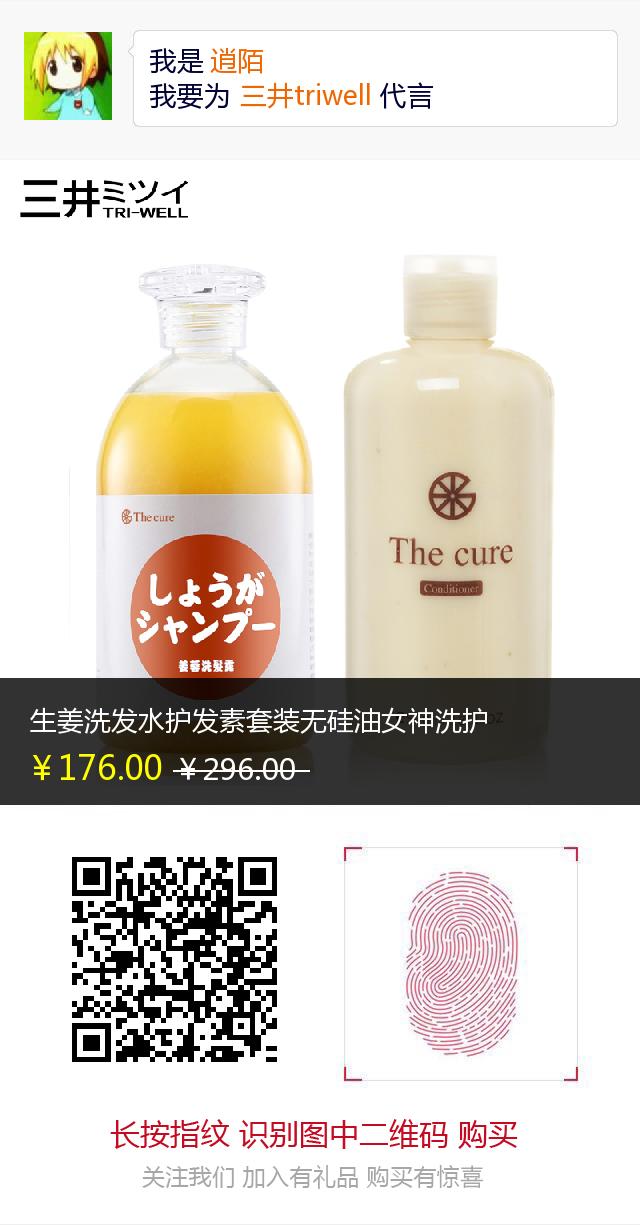 我是 逍陌
我要为 三井triwell 代言
三井ミツイ
TRI-WELL
The cure
しょうが
シャンプー
姜蓉洗髮露
The cure
Conditioner
oz
生姜洗发水护发素套装无硅油女神洗护
￥176.00 ￥296.00
长按指纹 识别图中二维码 购买
关注我们 加入有礼品 购买有惊喜